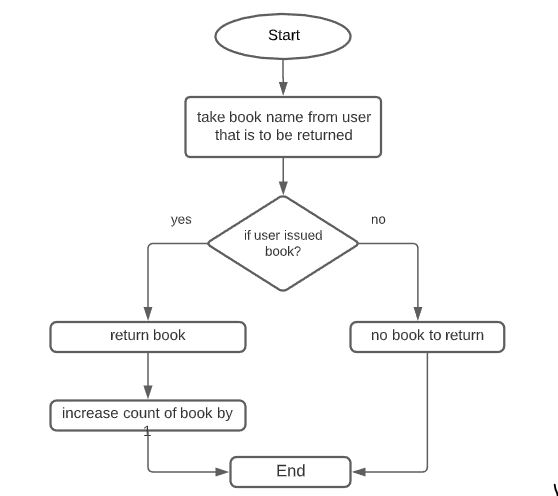 Start
take book name from user
that is to be returned
if user issued
book?
yes
no
return book
no book to return
increase count of book by
1
End